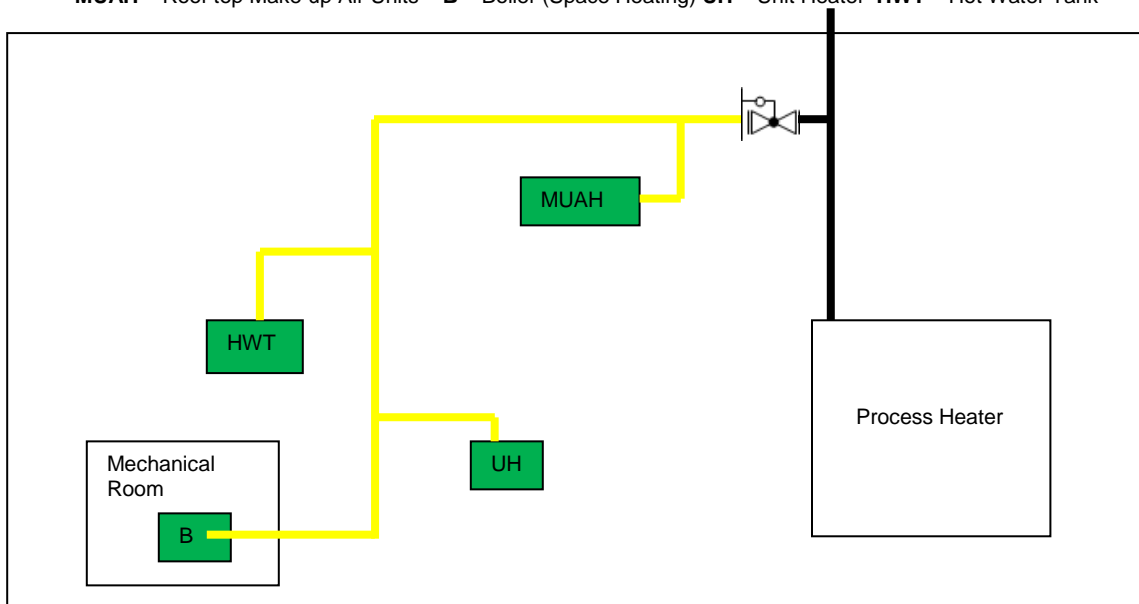 MUAH – Roof top Make-up Air Units B – Boiler (Space Heating) UH – Unit Heater HWT – Hot Water Tank
MUAH
HWT
Process Heater
UH
Mechanical
Room
B